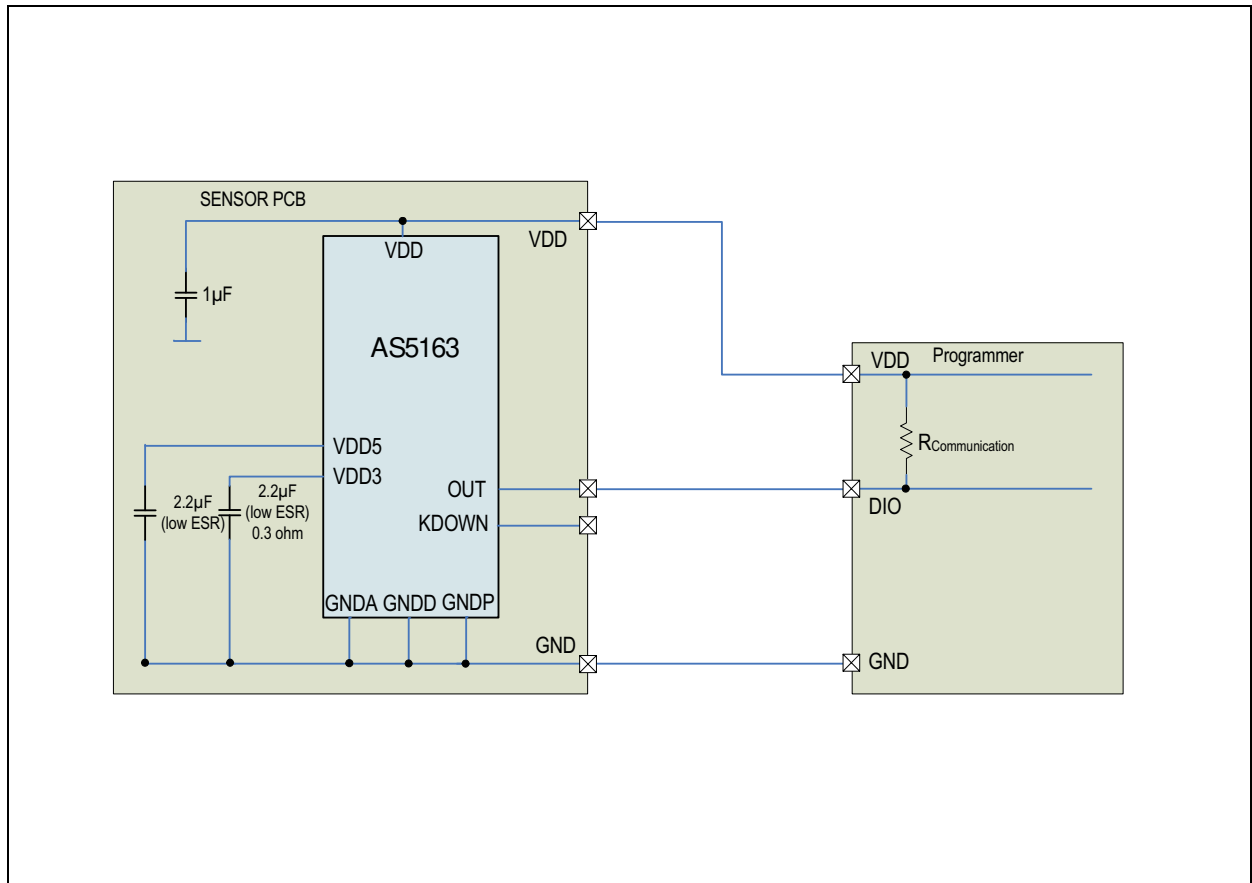 SENSOR PCB
VDD
VDD
1µF
AS5163
VDD
Programmer
RCommunication
VDD5
VDD3
2.2µF
(low ESR)
2.2µF
(low ESR)
0.3 ohm
OUT
KDOWN
DIO
GNDA GNDD GNDP
GND
GND